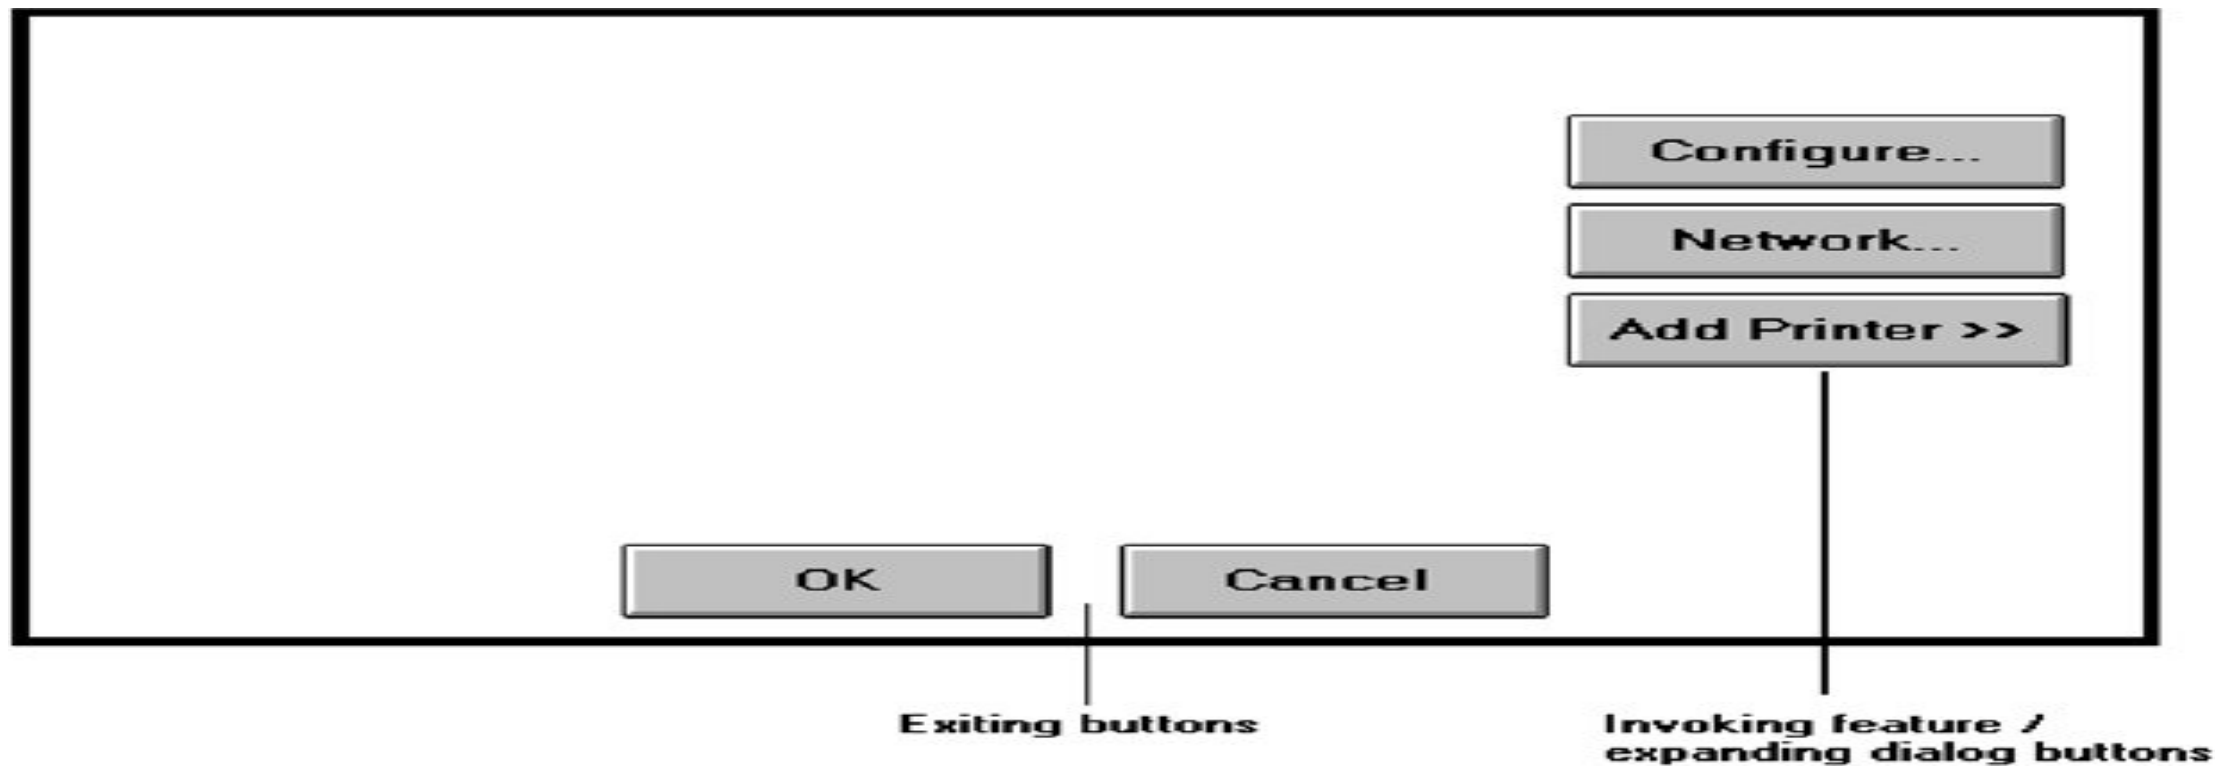 Configure...
Network...
Add Printer >>
OK
Cancel
Exiting buttons
Invoking feature /
expanding dialog buttons